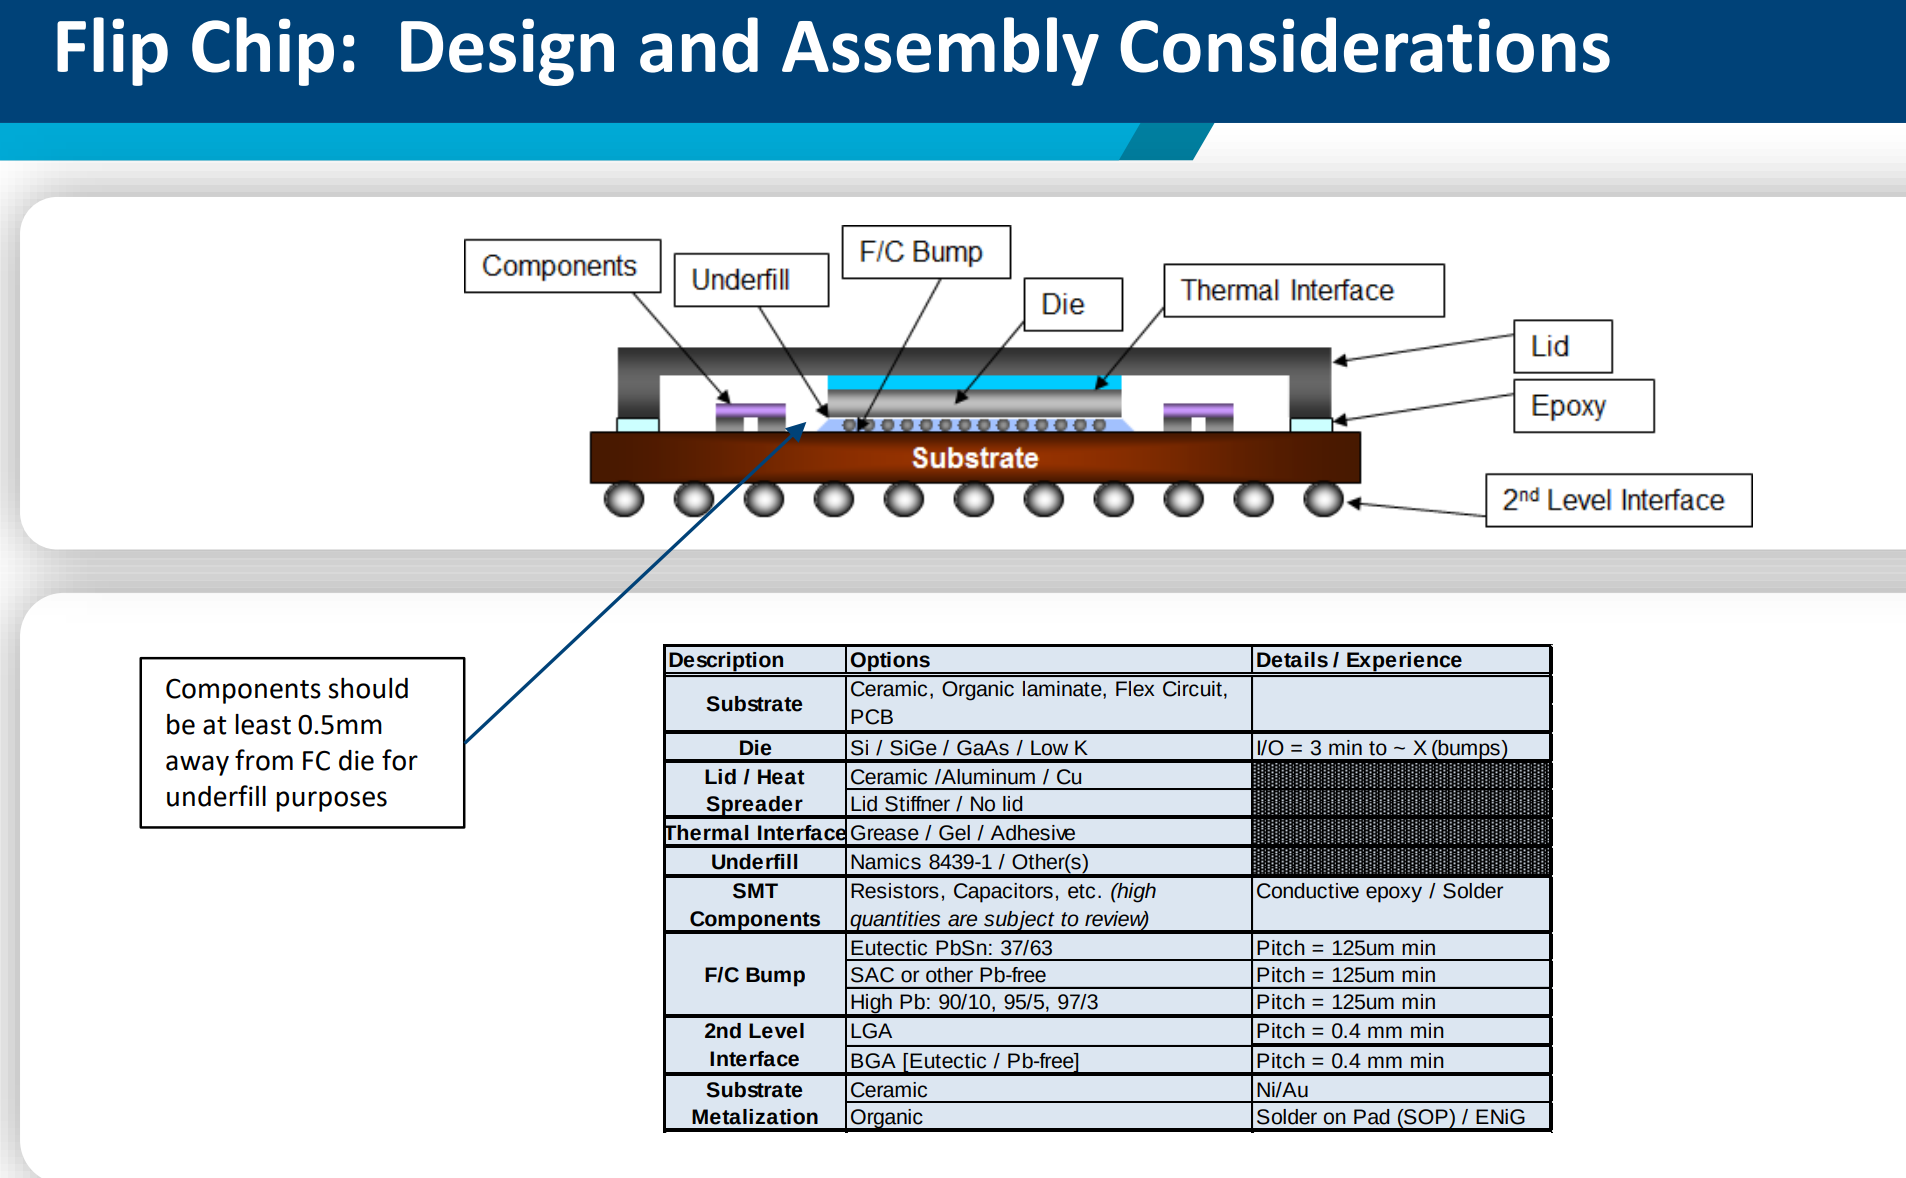 Flip Chip:  Design and Assembly Considerations
Components
Underfill
F/C Bump
Die
Thermal Interface
Lid
Epoxy
Substrate
2nd Level Interface
Components should
be at least 0.5mm
away from FC die for
underfill purposes
Description Options Details / Experience
Substrate Ceramic, Organic laminate, Flex Circuit,
PCB
Die Si / SiGe / GaAs / Low K I/O = 3 min to ~ X (bumps)
Lid / Heat Ceramic /Aluminum / Cu
Spreader Lid Stiffner / No lid
Thermal Interface Grease / Gel / Adhesive
Underfill Namics 8439-1 / Other(s)
SMT Resistors, Capacitors, etc. (high Conductive epoxy / Solder
Components quantities are subject to review)
Eutectic PbSn: 37/63 Pitch = 125um min
F/C Bump SAC or other Pb-free Pitch = 125um min
High Pb: 90/10, 95/5, 97/3 Pitch = 125um min
2nd Level LGA Pitch = 0.4 mm min
Interface BGA [Eutectic / Pb-free] Pitch = 0.4 mm min
Substrate Ceramic Ni/Au
Metalization Organic Solder on Pad (SOP) / ENiG